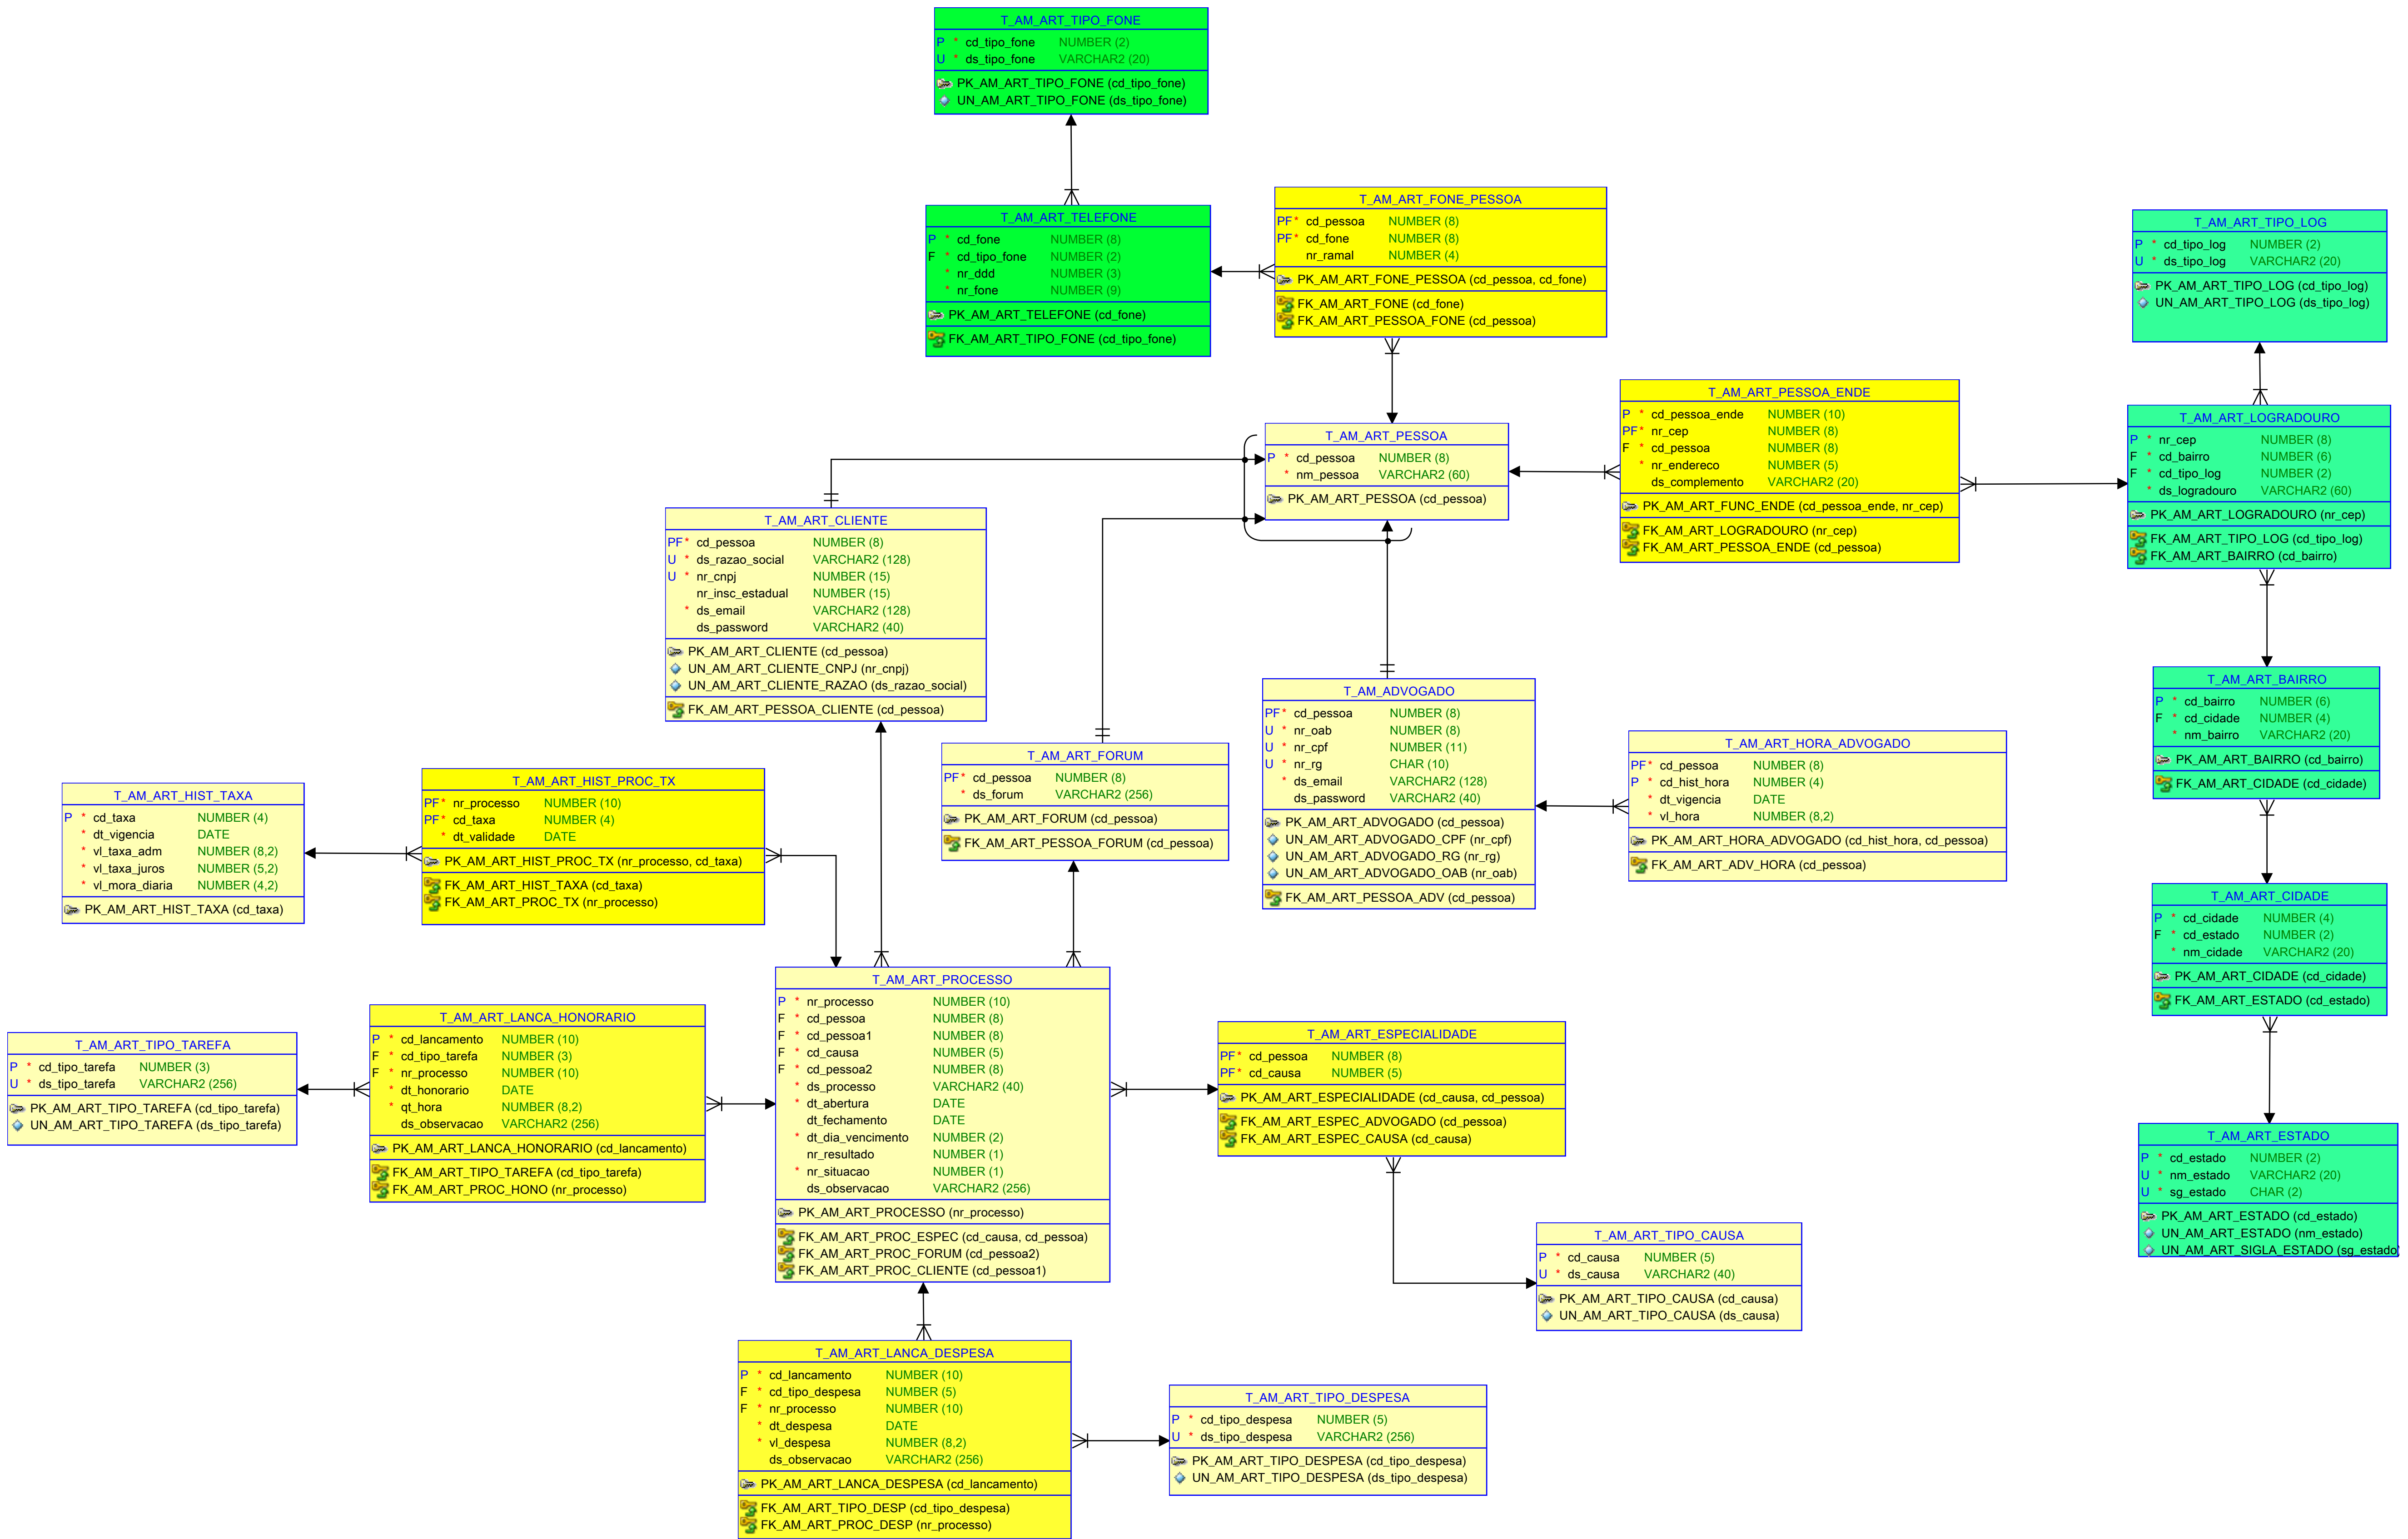 T_AM_ART_TIPO_FONE
P * cd_tipo_fone NUMBER (2)
U * ds_tipo_fone VARCHAR2 (20)
PK_AM_ART_TIPO_FONE (cd_tipo_fone)
UN_AM_ART_TIPO_FONE (ds_tipo_fone)
T_AM_ART_TELEFONE
P * cd_fone NUMBER (8)
F * cd_tipo_fone NUMBER (2)
* nr_ddd NUMBER (3)
* nr_fone NUMBER (9)
PK_AM_ART_TELEFONE (cd_fone)
FK_AM_ART_TIPO_FONE (cd_tipo_fone)
T_AM_ART_FONE_PESSOA
PF* cd_pessoa NUMBER (8)
PF* cd_fone NUMBER (8)
nr_ramal NUMBER (4)
PK_AM_ART_FONE_PESSOA (cd_pessoa, cd_fone)
FK_AM_ART_FONE (cd_fone)
FK_AM_ART_PESSOA_FONE (cd_pessoa)
T_AM_ART_TIPO_LOG
P * cd_tipo_log NUMBER (2)
U * ds_tipo_log VARCHAR2 (20)
PK_AM_ART_TIPO_LOG (cd_tipo_log)
UN_AM_ART_TIPO_LOG (ds_tipo_log)
T_AM_ART_PESSOA
P * cd_pessoa NUMBER (8)
* nm_pessoa VARCHAR2 (60)
PK_AM_ART_PESSOA (cd_pessoa)
T_AM_ART_PESSOA_ENDE
P * cd_pessoa_ende NUMBER (10)
PF* nr_cep NUMBER (8)
F * cd_pessoa NUMBER (8)
* nr_endereco NUMBER (5)
ds_complemento VARCHAR2 (20)
PK_AM_ART_FUNC_ENDE (cd_pessoa_ende, nr_cep)
FK_AM_ART_LOGRADOURO (nr_cep)
FK_AM_ART_PESSOA_ENDE (cd_pessoa)
T_AM_ART_LOGRADOURO
P * nr_cep NUMBER (8)
F * cd_bairro NUMBER (6)
F * cd_tipo_log NUMBER (2)
* ds_logradouro VARCHAR2 (60)
PK_AM_ART_LOGRADOURO (nr_cep)
FK_AM_ART_TIPO_LOG (cd_tipo_log)
FK_AM_ART_BAIRRO (cd_bairro)
T_AM_ART_CLIENTE
PF* cd_pessoa NUMBER (8)
U * ds_razao_social VARCHAR2 (128)
U * nr_cnpj NUMBER (15)
nr_insc_estadual NUMBER (15)
* ds_email VARCHAR2 (128)
ds_password VARCHAR2 (40)
PK_AM_ART_CLIENTE (cd_pessoa)
UN_AM_ART_CLIENTE_CNPJ (nr_cnpj)
UN_AM_ART_CLIENTE_RAZAO (ds_razao_social)
FK_AM_ART_PESSOA_CLIENTE (cd_pessoa)
T_AM_ADVOGADO
PF* cd_pessoa NUMBER (8)
U * nr_oab NUMBER (8)
U * nr_cpf NUMBER (11)
U * nr_rg CHAR (10)
* ds_email VARCHAR2 (128)
ds_password VARCHAR2 (40)
PK_AM_ART_ADVOGADO (cd_pessoa)
UN_AM_ART_ADVOGADO_CPF (nr_cpf)
UN_AM_ART_ADVOGADO_RG (nr_rg)
UN_AM_ART_ADVOGADO_OAB (nr_oab)
FK_AM_ART_PESSOA_ADV (cd_pessoa)
T_AM_ART_BAIRRO
P * cd_bairro NUMBER (6)
F * cd_cidade NUMBER (4)
* nm_bairro VARCHAR2 (20)
PK_AM_ART_BAIRRO (cd_bairro)
FK_AM_ART_CIDADE (cd_cidade)
T_AM_ART_HORA_ADVOGADO
PF* cd_pessoa NUMBER (8)
P * cd_hist_hora NUMBER (4)
* dt_vigencia DATE
* vl_hora NUMBER (8,2)
PK_AM_ART_HORA_ADVOGADO (cd_hist_hora, cd_pessoa)
FK_AM_ART_ADV_HORA (cd_pessoa)
T_AM_ART_FORUM
PF* cd_pessoa NUMBER (8)
* ds_forum VARCHAR2 (256)
PK_AM_ART_FORUM (cd_pessoa)
FK_AM_ART_PESSOA_FORUM (cd_pessoa)
T_AM_ART_HIST_PROC_TX
PF* nr_processo NUMBER (10)
PF* cd_taxa NUMBER (4)
* dt_validade DATE
PK_AM_ART_HIST_PROC_TX (nr_processo, cd_taxa)
FK_AM_ART_HIST_TAXA (cd_taxa)
FK_AM_ART_PROC_TX (nr_processo)
T_AM_ART_HIST_TAXA
P * cd_taxa NUMBER (4)
* dt_vigencia DATE
* vl_taxa_adm NUMBER (8,2)
* vl_taxa_juros NUMBER (5,2)
* vl_mora_diaria NUMBER (4,2)
PK_AM_ART_HIST_TAXA (cd_taxa)
T_AM_ART_CIDADE
P * cd_cidade NUMBER (4)
F * cd_estado NUMBER (2)
* nm_cidade VARCHAR2 (20)
PK_AM_ART_CIDADE (cd_cidade)
FK_AM_ART_ESTADO (cd_estado)
T_AM_ART_PROCESSO
P * nr_processo NUMBER (10)
F * cd_pessoa NUMBER (8)
F * cd_pessoa1 NUMBER (8)
F * cd_causa NUMBER (5)
F * cd_pessoa2 NUMBER (8)
* ds_processo VARCHAR2 (40)
* dt_abertura DATE
dt_fechamento DATE
* dt_dia_vencimento NUMBER (2)
nr_resultado NUMBER (1)
* nr_situacao NUMBER (1)
ds_observacao VARCHAR2 (256)
PK_AM_ART_PROCESSO (nr_processo)
FK_AM_ART_PROC_ESPEC (cd_causa, cd_pessoa)
FK_AM_ART_PROC_FORUM (cd_pessoa2)
FK_AM_ART_PROC_CLIENTE (cd_pessoa1)
T_AM_ART_LANCA_HONORARIO
P * cd_lancamento NUMBER (10)
F * cd_tipo_tarefa NUMBER (3)
F * nr_processo NUMBER (10)
* dt_honorario DATE
* qt_hora NUMBER (8,2)
ds_observacao VARCHAR2 (256)
PK_AM_ART_LANCA_HONORARIO (cd_lancamento)
FK_AM_ART_TIPO_TAREFA (cd_tipo_tarefa)
FK_AM_ART_PROC_HONO (nr_processo)
T_AM_ART_TIPO_TAREFA
P * cd_tipo_tarefa NUMBER (3)
U * ds_tipo_tarefa VARCHAR2 (256)
PK_AM_ART_TIPO_TAREFA (cd_tipo_tarefa)
UN_AM_ART_TIPO_TAREFA (ds_tipo_tarefa)
T_AM_ART_ESPECIALIDADE
PF* cd_pessoa NUMBER (8)
PF* cd_causa NUMBER (5)
PK_AM_ART_ESPECIALIDADE (cd_causa, cd_pessoa)
FK_AM_ART_ESPEC_ADVOGADO (cd_pessoa)
FK_AM_ART_ESPEC_CAUSA (cd_causa)
T_AM_ART_ESTADO
P * cd_estado NUMBER (2)
U * nm_estado VARCHAR2 (20)
U * sg_estado CHAR (2)
PK_AM_ART_ESTADO (cd_estado)
UN_AM_ART_ESTADO (nm_estado)
UN_AM_ART_SIGLA_ESTADO (sg_estado)
T_AM_ART_TIPO_CAUSA
P * cd_causa NUMBER (5)
U * ds_causa VARCHAR2 (40)
PK_AM_ART_TIPO_CAUSA (cd_causa)
UN_AM_ART_TIPO_CAUSA (ds_causa)
T_AM_ART_LANCA_DESPESA
P * cd_lancamento NUMBER (10)
F * cd_tipo_despesa NUMBER (5)
F * nr_processo NUMBER (10)
* dt_despesa DATE
* vl_despesa NUMBER (8,2)
ds_observacao VARCHAR2 (256)
PK_AM_ART_LANCA_DESPESA (cd_lancamento)
FK_AM_ART_TIPO_DESP (cd_tipo_despesa)
FK_AM_ART_PROC_DESP (nr_processo)
T_AM_ART_TIPO_DESPESA
P * cd_tipo_despesa NUMBER (5)
U * ds_tipo_despesa VARCHAR2 (256)
PK_AM_ART_TIPO_DESPESA (cd_tipo_despesa)
UN_AM_ART_TIPO_DESPESA (ds_tipo_despesa)